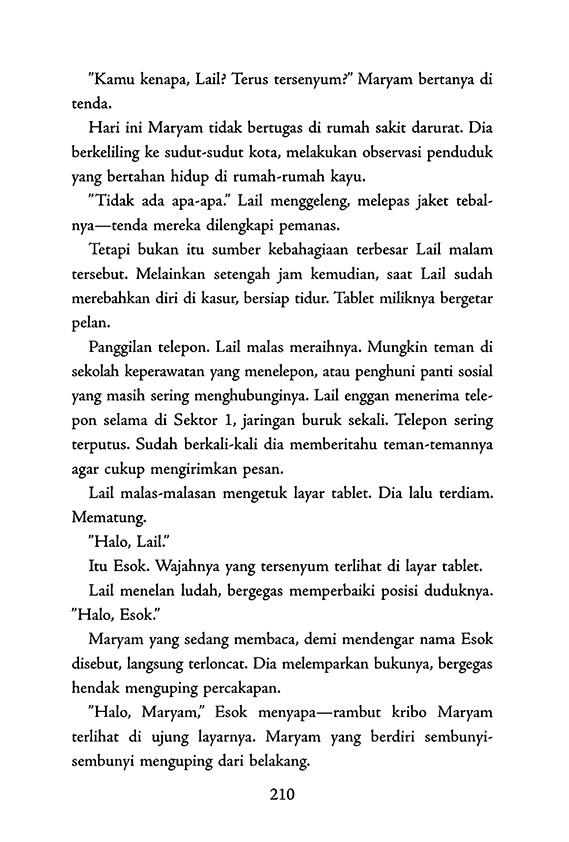 ”Kamu kenapa, Lail? Terus tersenyum?” Maryam bertanya di
tenda.
Hari ini Maryam tidak bertugas di rumah sakit darurat. Dia
berkeliling ke sudut-sudut kota, melakukan observasi penduduk
yang bertahan hidup di rumah-rumah kayu.
”Tidak ada apa-apa.” Lail menggeleng, melepas jaket tebal-
nya—tenda mereka dilengkapi pemanas.
Tetapi bukan itu sumber kebahagiaan terbesar Lail malam
tersebut. Melainkan setengah jam kemudian, saat Lail sudah
merebahkan diri di kasur, bersiap tidur. Tablet miliknya bergetar
pelan.
Panggilan telepon. Lail malas meraihnya. Mungkin teman di
sekolah keperawatan yang menelepon, atau penghuni panti sosial
yang masih sering menghubunginya. Lail enggan menerima tele-
pon selama di Sektor 1, jaringan buruk sekali. Telepon sering
terputus. Sudah berkali-kali dia memberitahu teman-temannya
agar cukup mengirimkan pesan.
Lail malas-malasan mengetuk layar tablet. Dia lalu terdiam.
Mematung.
”Halo, Lail.”
Itu Esok. Wajahnya yang tersenyum terlihat di layar tablet.
Lail menelan ludah, bergegas memperbaiki posisi duduknya.
”Halo, Esok.”
Maryam yang sedang membaca, demi mendengar nama Esok
disebut, langsung terloncat. Dia melemparkan bukunya, bergegas
hendak menguping percakapan.
”Halo, Maryam,” Esok menyapa—rambut kribo Maryam
terlihat di ujung layarnya. Maryam yang berdiri sembunyi-
sembunyi menguping dari belakang.
210